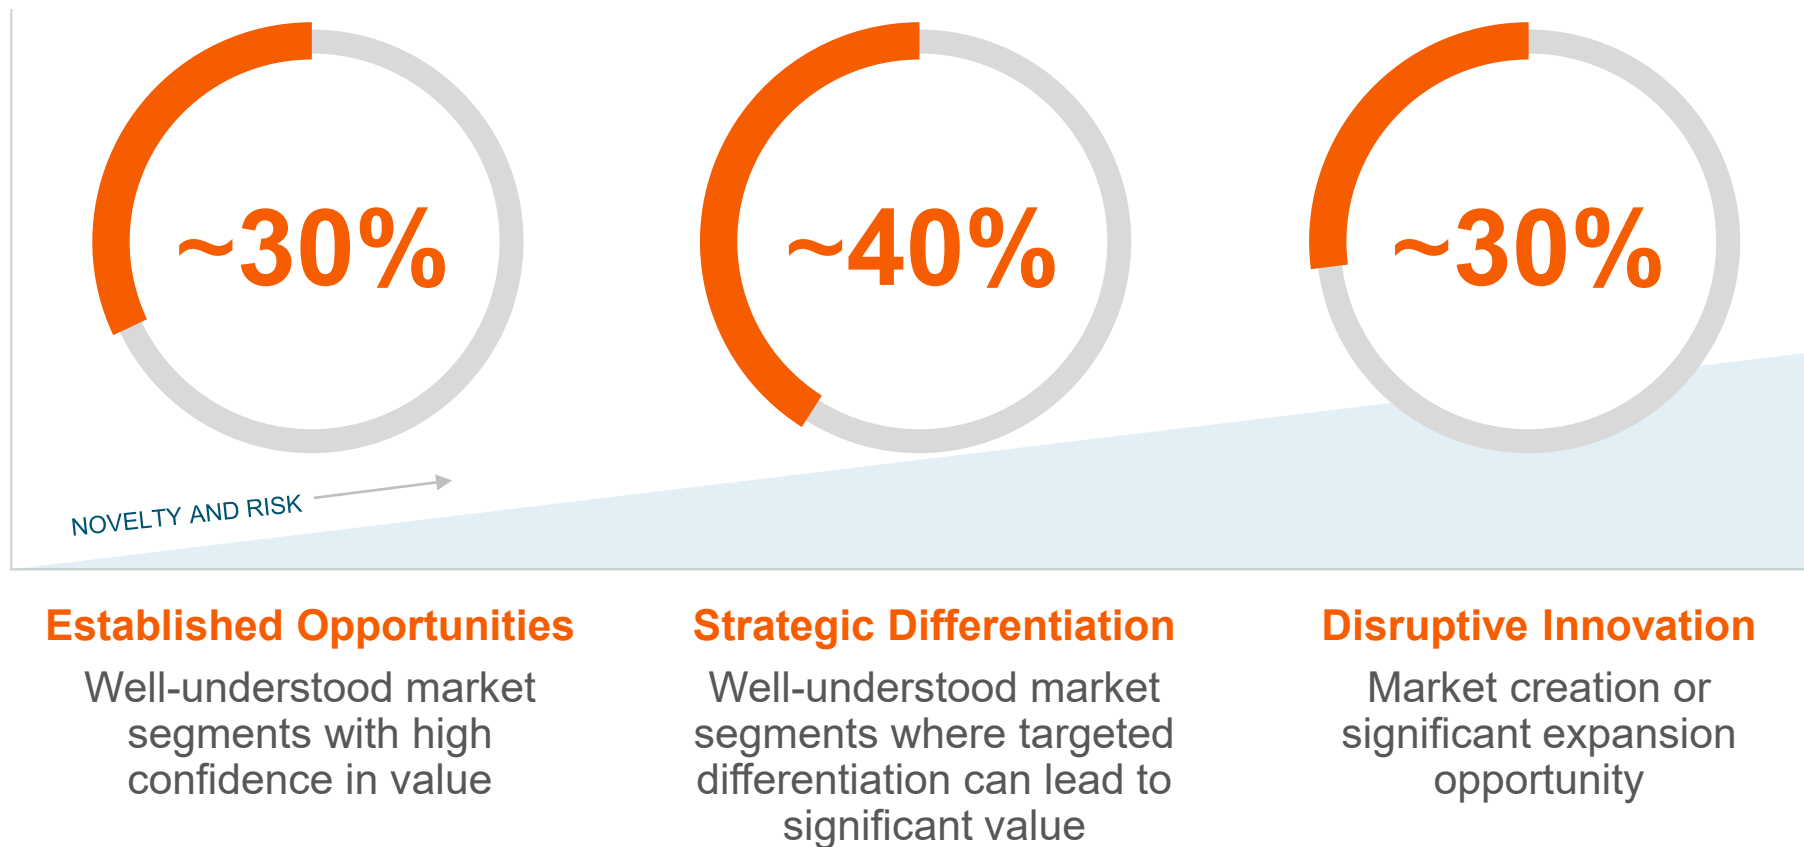 ~30%
~40%
~30%
NOVELTY AND RISK
Established Opportunities
Well-understood market
segments with high
confidence in value
Strategic Differentiation
Well-understood market
segments where targeted
differentiation can lead to
significant value
Disruptive Innovation
Market creation or
significant expansion
opportunity